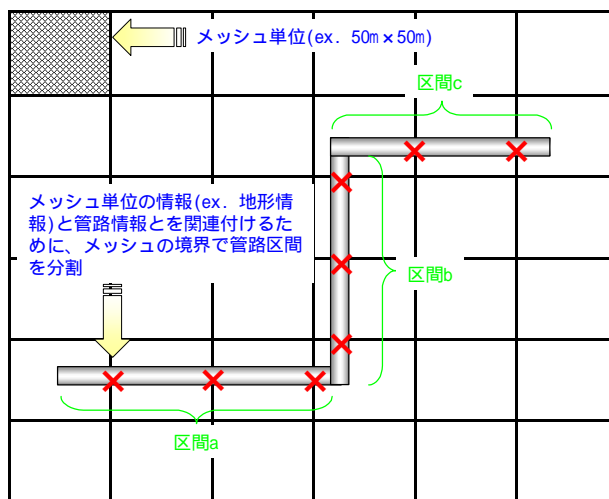 メッシュ単位(ex. 50m×50m)
区間c
メッシュ単位の情報(ex. 地形情
報)と管路情報とを関連付けるた
めに、メッシュの境界で管路区間
を分割
区間b
区間a